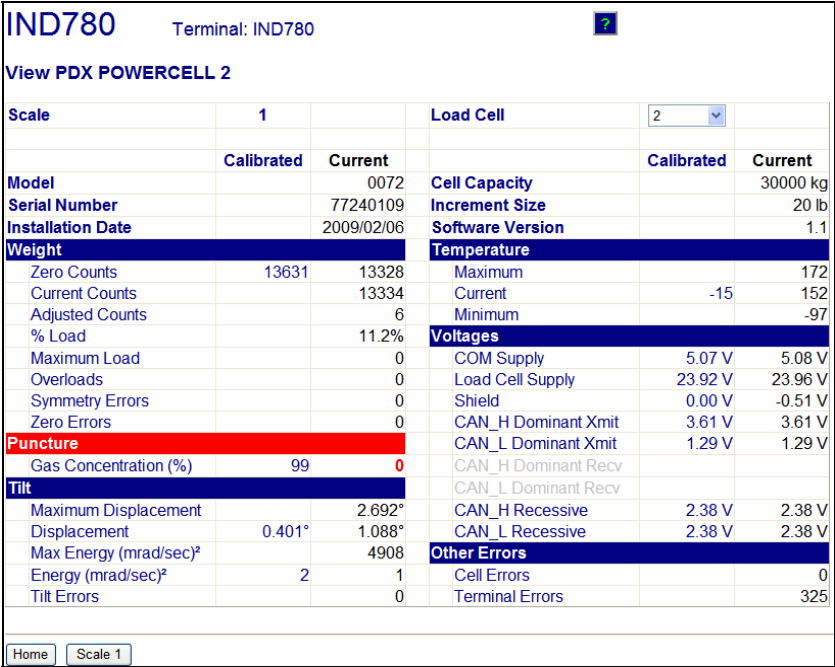 IND780 Terminal: IND780 ?
View PDX POWERCELL 2
Scale 1 Load Cell 2
Calibrated Current Calibrated Current
Model 0072 Cell Capacity 30000 kg
Serial Number 77240109 Increment Size 20 lb
Installation Date 2009/02/06 Software Version 1.1
Weight Temperature
Zero Counts 13631 13328 Maximum 172
Current Counts 13334 Current -15 152
Adjusted Counts 6 Minimum -97
% Load 11.2% Voltages
Maximum Load 0 COM Supply 5.07 V 5.08 V
Overloads 0 Load Cell Supply 23.92 V 23.96 V
Symmetry Errors 0 Shield 0.00 V -0.51 V
Zero Errors 0 CAN_H Dominant Xmit 3.61 V 3.61 V
Puncture CAN_L Dominant Xmit 1.29 V 1.29 V
Gas Concentration (%) 99 0 CAN_H Dominant Recv
Tilt CAN_L Dominant Recv
Maximum Displacement 2.692° CAN_H Recessive 2.38 V 2.38 V
Displacement 0.401° 1.088° CAN_L Recessive 2.38 V 2.38 V
Max Energy (mrad/sec)² 4908 Other Errors
Energy (mrad/sec)² 2 1 Cell Errors 0
Tilt Errors 0 Terminal Errors 325
Home Scale 1